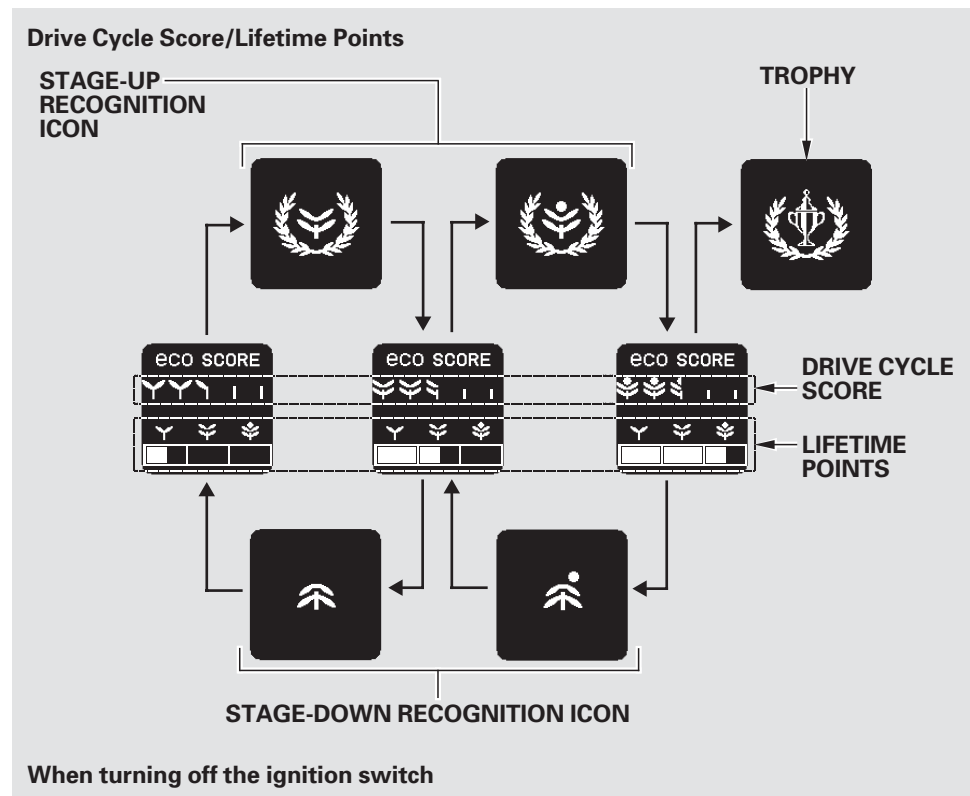 Drive Cycle Score/Lifetime Points
STAGE-UP
RECOGNITION
ICON
TROPHY
eco SCORE
eco SCORE
eco SCORE
DRIVE CYCLE
SCORE
LIFETIME
POINTS
STAGE-DOWN RECOGNITION ICON
When turning off the ignition switch